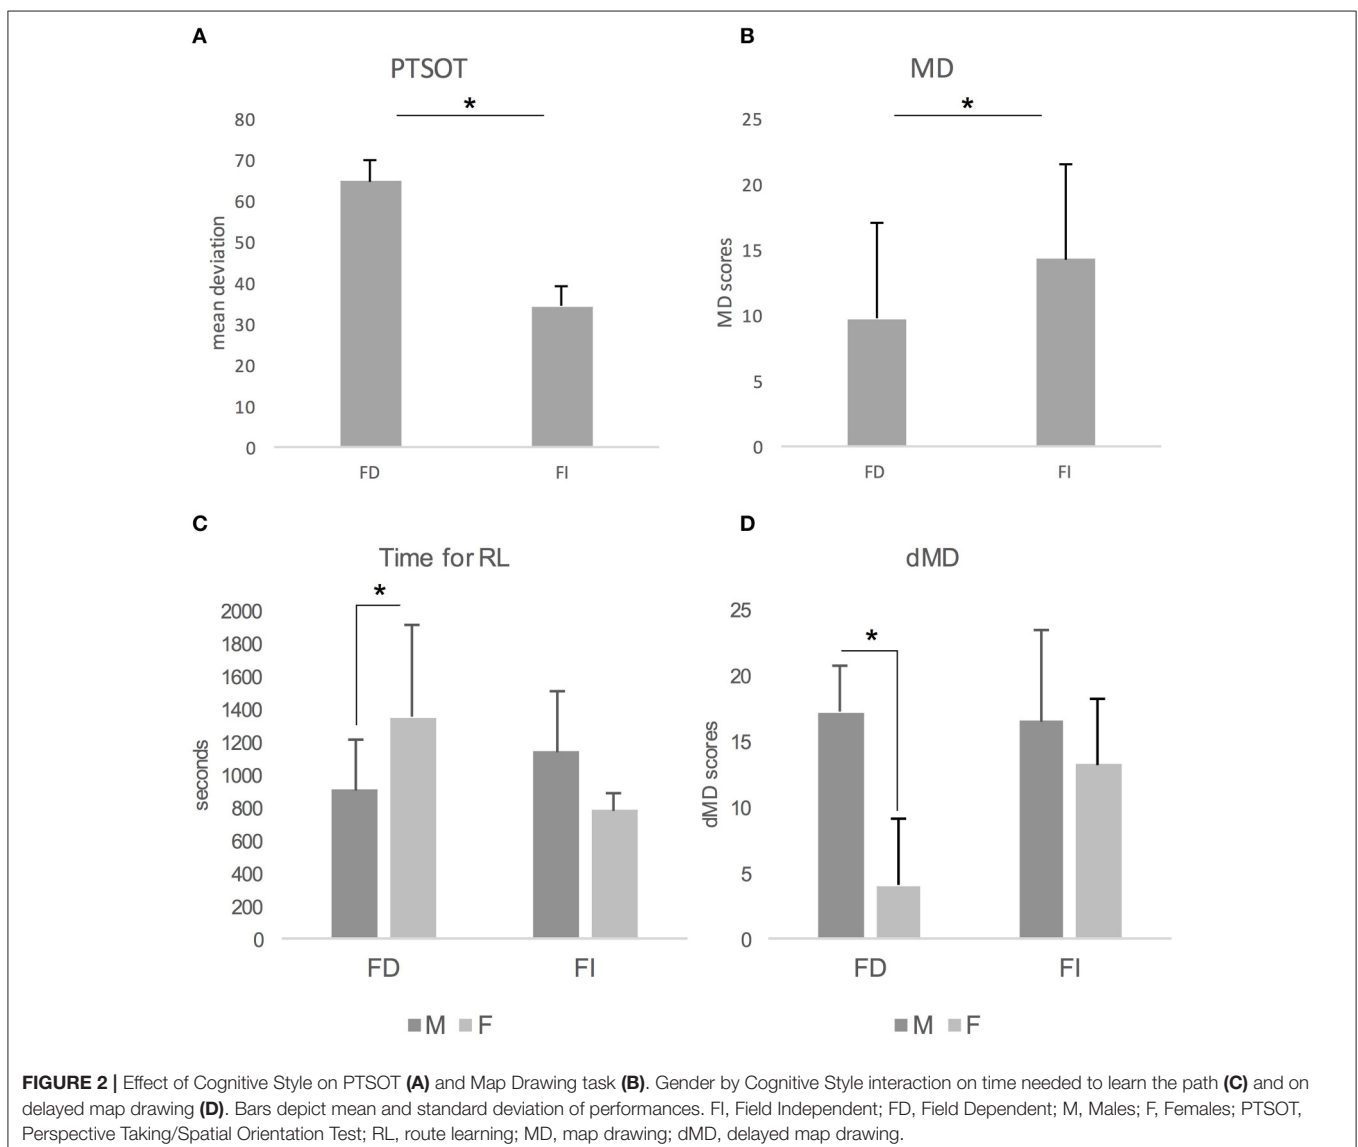 A
PTSOT
*
80
70
60
50
40
30
20
10
0
mean deviation
FD FI
B
MD
*
25
20
15
10
5
0
MD scores
FD FI
C
Time for RL
*
2000
1800
1600
1400
1200
1000
800
600
400
200
0
seconds
FD FI
M F
D
dMD
*
25
20
15
10
5
0
dMD scores
FD FI
M F
FIGURE 2 | Effect of Cognitive Style on PTSOT (A) and Map Drawing task (B). Gender by Cognitive Style interaction on time needed to learn the path (C) and on
delayed map drawing (D). Bars depict mean and standard deviation of performances. FI, Field Independent; FD, Field Dependent; M, Males; F, Females; PTSOT,
Perspective Taking/Spatial Orientation Test; RL, route learning; MD, map drawing; dMD, delayed map drawing.